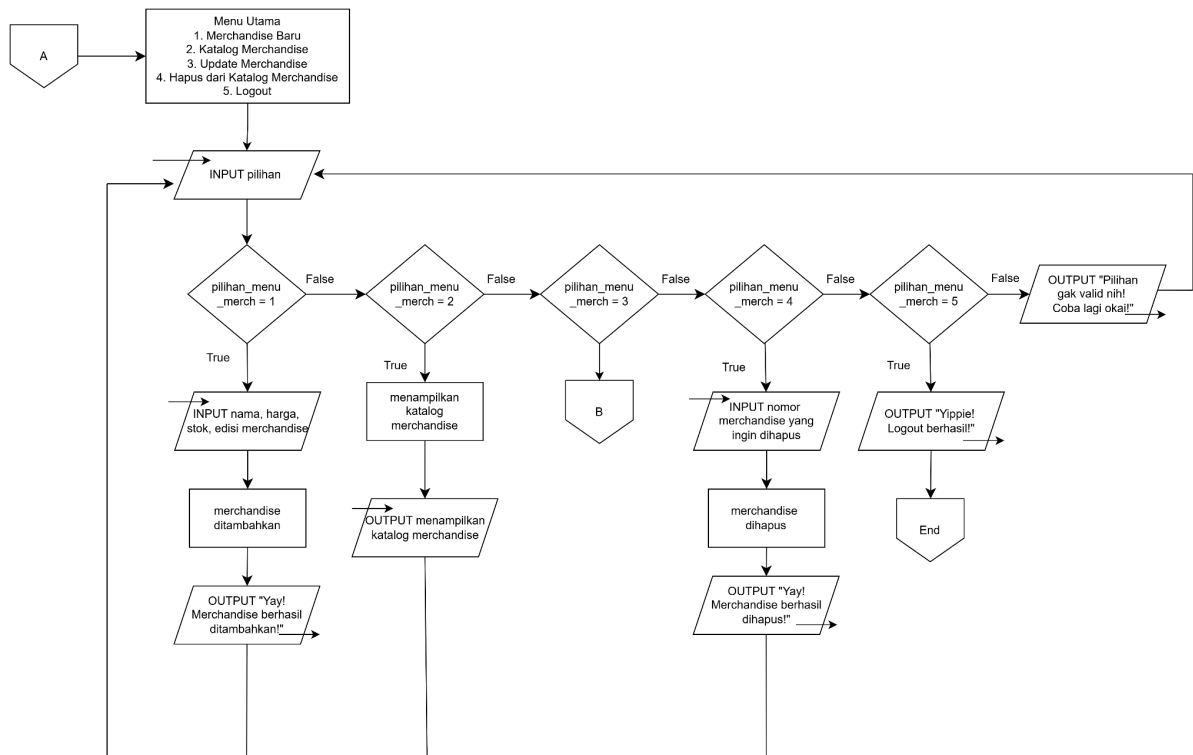 A
Menu Utama
1. Merchandise Baru
2. Katalog Merchandise
3. Update Merchandise
4. Hapus dari Katalog Merchandise
5. Logout
INPUT pilihan
pilihan_menu
_merch = 1
False
pilihan_menu
_merch = 2
False
pilihan_menu
_merch = 3
False
pilihan_menu
_merch = 4
False
pilihan_menu
_merch = 5
False
OUTPUT "Pilihan
gak valid nih!
Coba lagi okai!"
True
True
True
True
INPUT nama, harga,
stok, edisi merchandise
menampilkan
katalog
merchandise
B
INPUT nomor
merchandise yang
ingin dihapus
OUTPUT "Yippie!
Logout berhasil!"
merchandise
ditambahkan
OUTPUT menampilkan
katalog merchandise
merchandise
dihapus
End
OUTPUT "Yay!
Merchandise berhasil
ditambahkan!"
OUTPUT "Yay!
Merchandise berhasil
dihapus!"